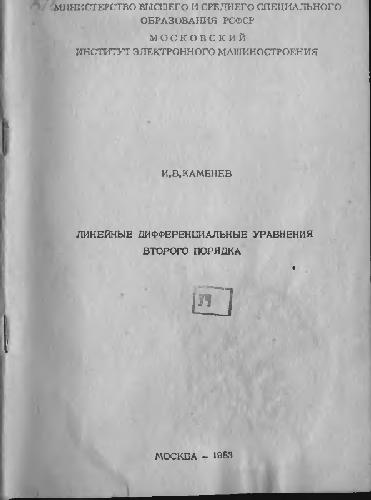 МИНИСТЕРСТВО ВЫСШЕГО И СРЕДНЕГО СПЕЦИАЛЬНОГО
ОБРАЗОВАНИЯ РСФСР
МОСКОВСКИЙ
ИНСТИТУТ ЭЛЕКТРОННОГО МАШИНОСТРОЕНИЯ
И.В.КАМЕНЕВ
ЛИНЕЙНЫЕ ДИФФЕРЕНЦИАЛЬНЫЕ УРАВНЕНИЯ
ВТОРОГО ПОРЯДКА
МОСКВА - 1983